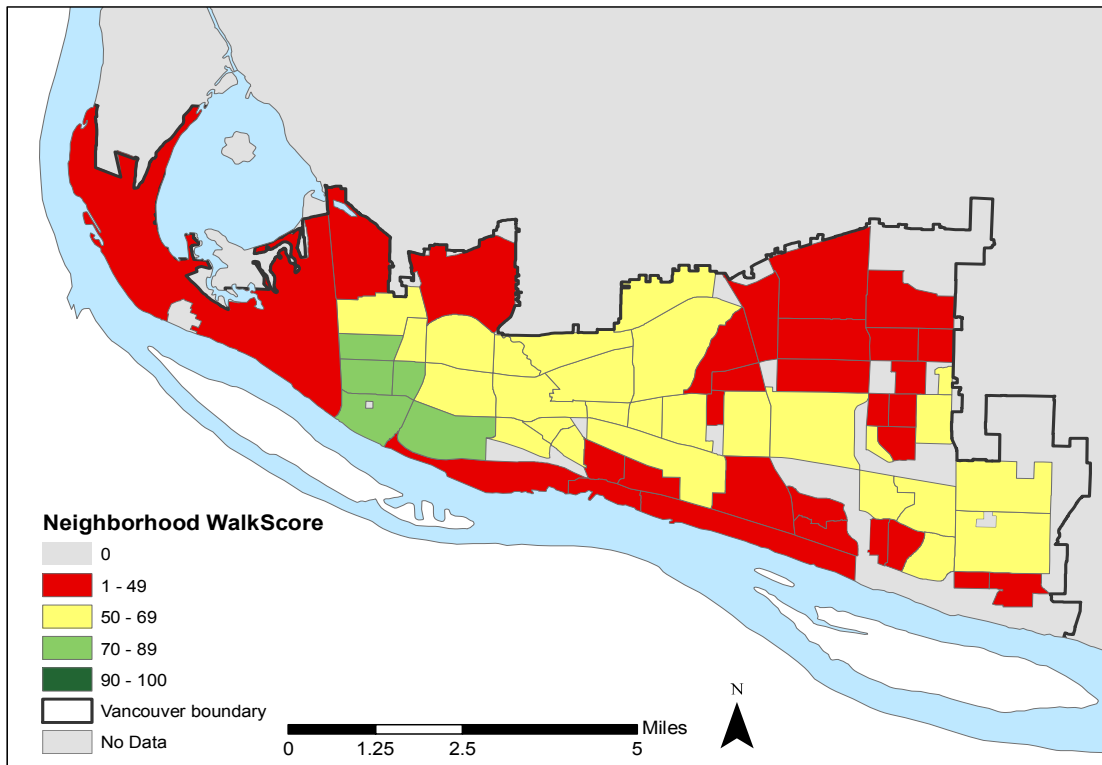 Neighborhood WalkScore
0
1 - 49
50 - 69
70 - 89
90 - 100
Vancouver boundary
No Data
N
Miles
0 1.25 2.5 5